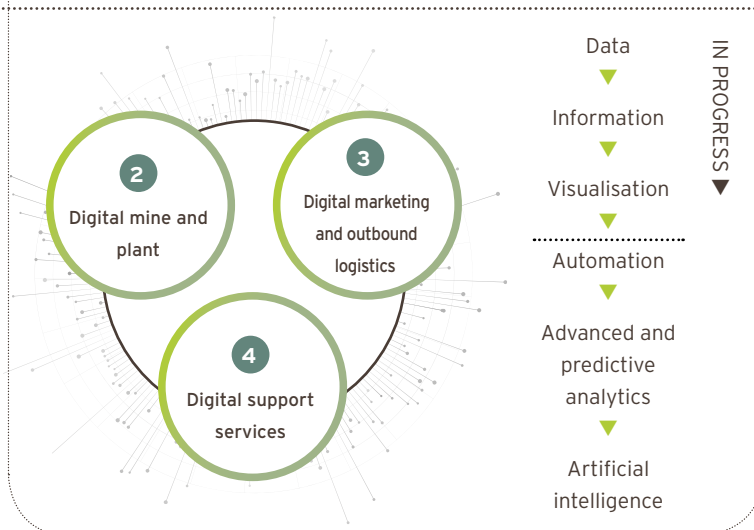 2
Digital mine and
plant
3
Digital marketing
and outbound
logistics
4
Digital support
services
Data
Information
Visualisation
Automation
Advanced and
predictive
analytics
Artificial
intelligence
IN PROGRESS